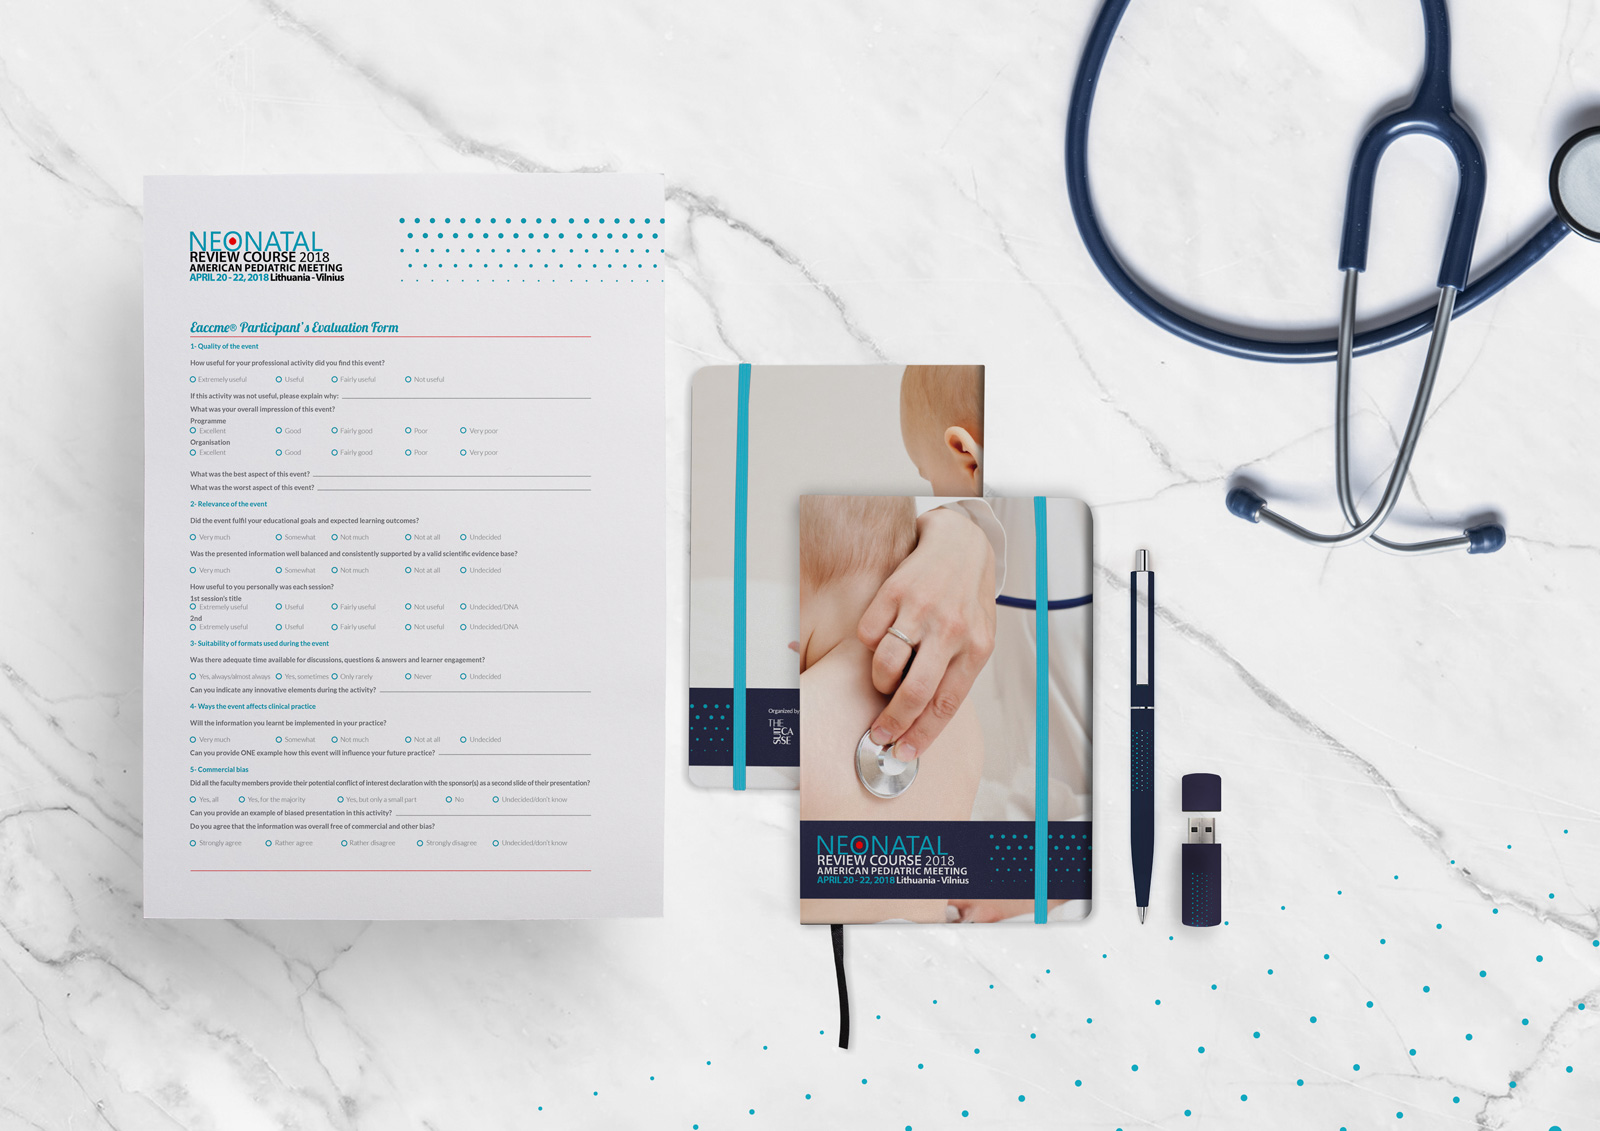 NEONATAL
REVIEW COURSE 2018
AMERICAN PEDIATRIC MEETING
APRIL 20 - 22, 2018 Lithuania - Vilnius
Eaccme® Participant's Evaluation Form
1- Quality of the event
How useful for your professional activity did you find this event?
Extremely useful Useful Fairly useful Not useful
If this activity was not useful, please explain why:
What was your overall impression of this event?
Programme
Excellent Good Fairly good Poor Very poor
Organisation
Excellent Good Fairly good Poor Very poor
What was the best aspect of this event?
What was the worst aspect of this event?
2- Relevance of the event
Did the event fulfil your educational goals and expected learning outcomes?
Very much Somewhat Not much Not at all Undecided
Was the presented information well balanced and consistently supported by a valid scientific evidence base?
Very much Somewhat Not much Not at all Undecided
How useful to you personally was each session?
1st session's title
Extremely useful Useful Fairly useful Not useful Undecided/DNA
2nd
Extremely useful Useful Fairly useful Not useful Undecided/DNA
3- Suitability of formats used during the event
Was there adequate time available for discussions, questions & answers and learner engagement?
Yes, always/almost always Yes, sometimes Only rarely Never Undecided
Can you indicate any innovative elements during the activity?
4- Ways the event affects clinical practice
Will the information you learnt be implemented in your practice?
Very much Somewhat Not much Not at all Undecided
Can you provide ONE example how this event will influence your future practice?
5- Commercial bias
Did all the faculty members provide their potential conflict of interest declaration with the sponsor(s) as a second slide of their presentation?
Yes, all Yes, for the majority Yes, but only a small part No Undecided/don't know
Can you provide an example of biased presentation in this activity?
Do you agree that the information was overall free of commercial and other bias?
Strongly agree Rather agree Rather disagree Strongly disagree Undecided/don't know
Organized by
THE
SUITCA
SE
NEONATAL
REVIEW COURSE 2018
AMERICAN PEDIATRIC MEETING
APRIL 20 - 22, 2018 Lithuania - Vilnius